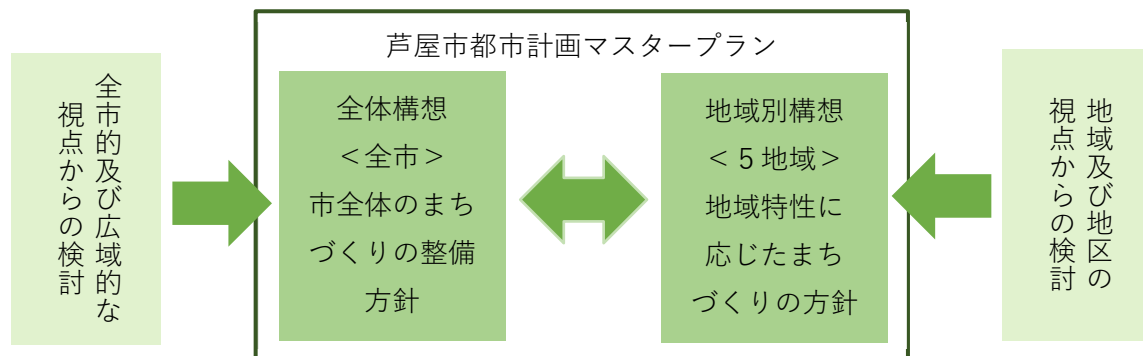 芦屋市都市計画マスタープラン
全市的及び広域的な
視点からの検討
全体構想
＜全市＞
市全体のまち
づくりの整備
方針
地域別構想
＜5地域＞
地域特性に
応じたまち
づくりの方針
地域及び地区の
視点からの検討